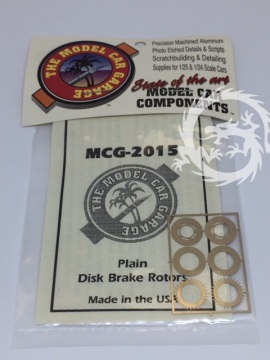 THE MODEL CAR GARAGE
Precision Machined Aluminum
Photo Etched Details & Scripts
Scratchbuilding & Detailing
Supplies for 1/25 & 1/24 Scale Cars
State of the art
MODEL CAR
COMPONENTS
MCG-2015
THE MODEL CAR GARAGE
Plain
Disk Brake Rotors
Made in the USA